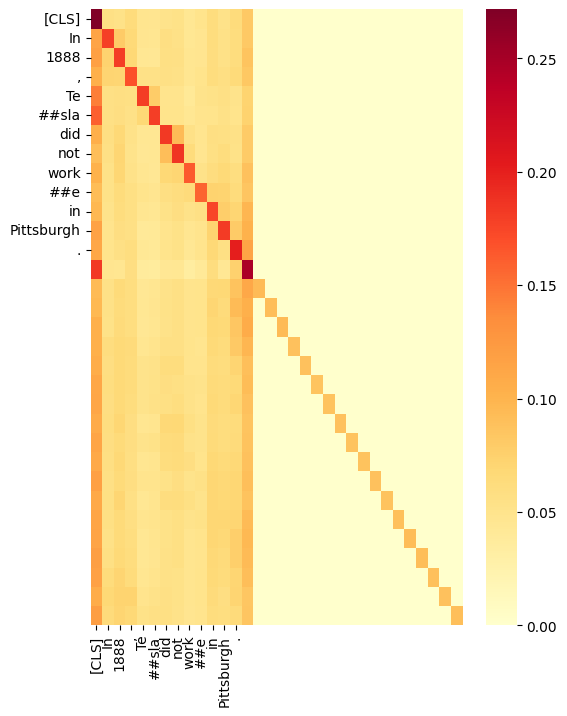 [CLS]
In
1888
,
Te
##sla
did
not
work
##e
in
Pittsburgh
.
0.25
0.20
0.15
0.10
0.05
0.00
[CLS]
In
1888
,
Te
##sla
did
not
work
##e
in
Pittsburgh
.